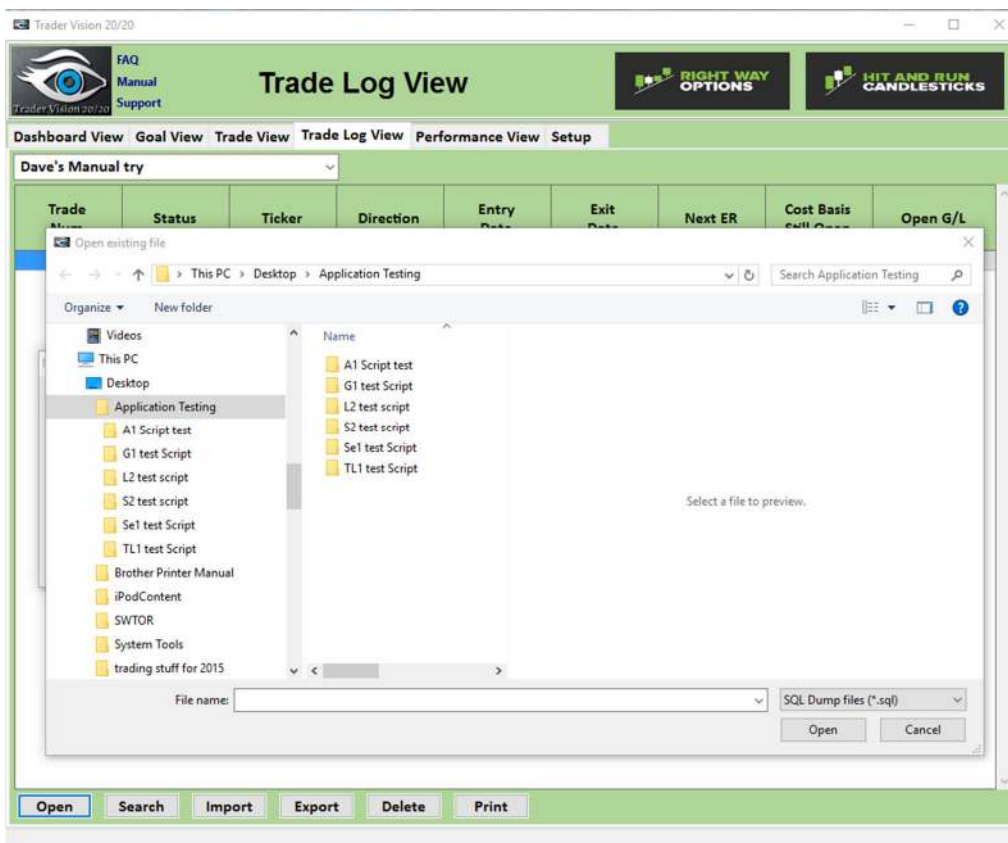 Trader Vision 20/20
Trader Vision 20/20
FAQ
Manual
Support
Trade Log View
RIGHT WAY
OPTIONS
HIT AND RUN
CANDLESTICKS
Dashboard View Goal View Trade View Trade Log View Performance View Setup
Dave's Manual try
Trade Status Ticker Direction Entry Exit Next ER Cost Basis Open G/L
Num Date Date Still Open
Open existing file
This PC > Desktop > Application Testing
Search Application Testing
Organize New folder
Videos
This PC
Desktop
Application Testing
A1 Script test
G1 test Script
L2 test script
S2 test script
Se1 test Script
TL1 test Script
Brother Printer Manual
iPodContent
SWTOR
System Tools
trading stuff for 2015
Name
A1 Script test
G1 test Script
L2 test script
S2 test script
Se1 test Script
TL1 test Script
Select a file to preview.
File name:
SQL Dump files (*.sql)
Open Cancel
Open Search Import Export Delete Print